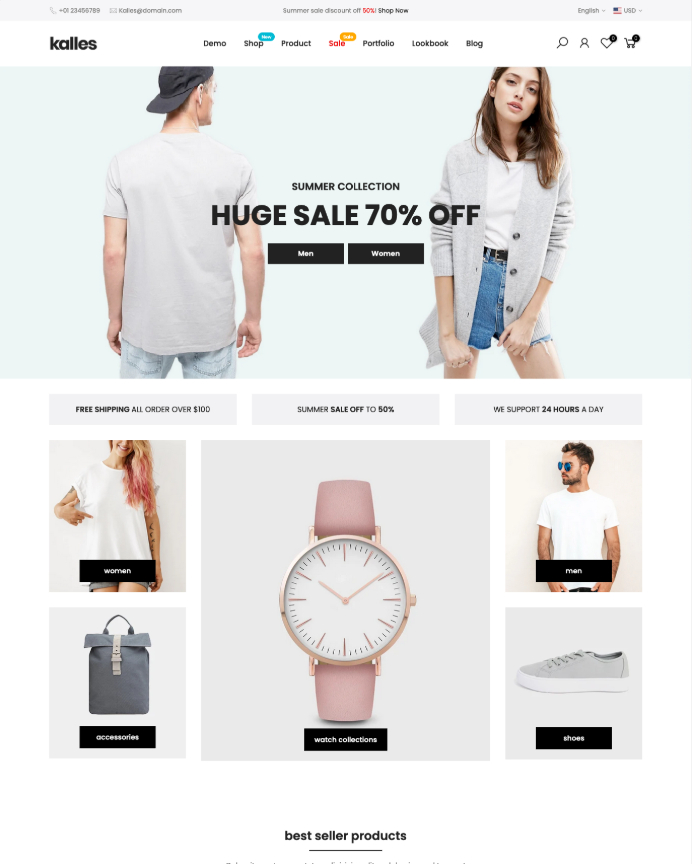 +01 23456789 Kalles@domain.com Summer sale discount off 50%! Shop Now English USD
kalles Demo Shop New Product Sale Sale Portfolio Lookbook Blog 0 2
SUMMER COLLECTION
HUGE SALE 70% OFF
Men Women
FREE SHIPPING ALL ORDER OVER $100 SUMMER SALE OFF TO 50% WE SUPPORT 24 HOURS A DAY
women men
accessories watch collections shoes
best seller products